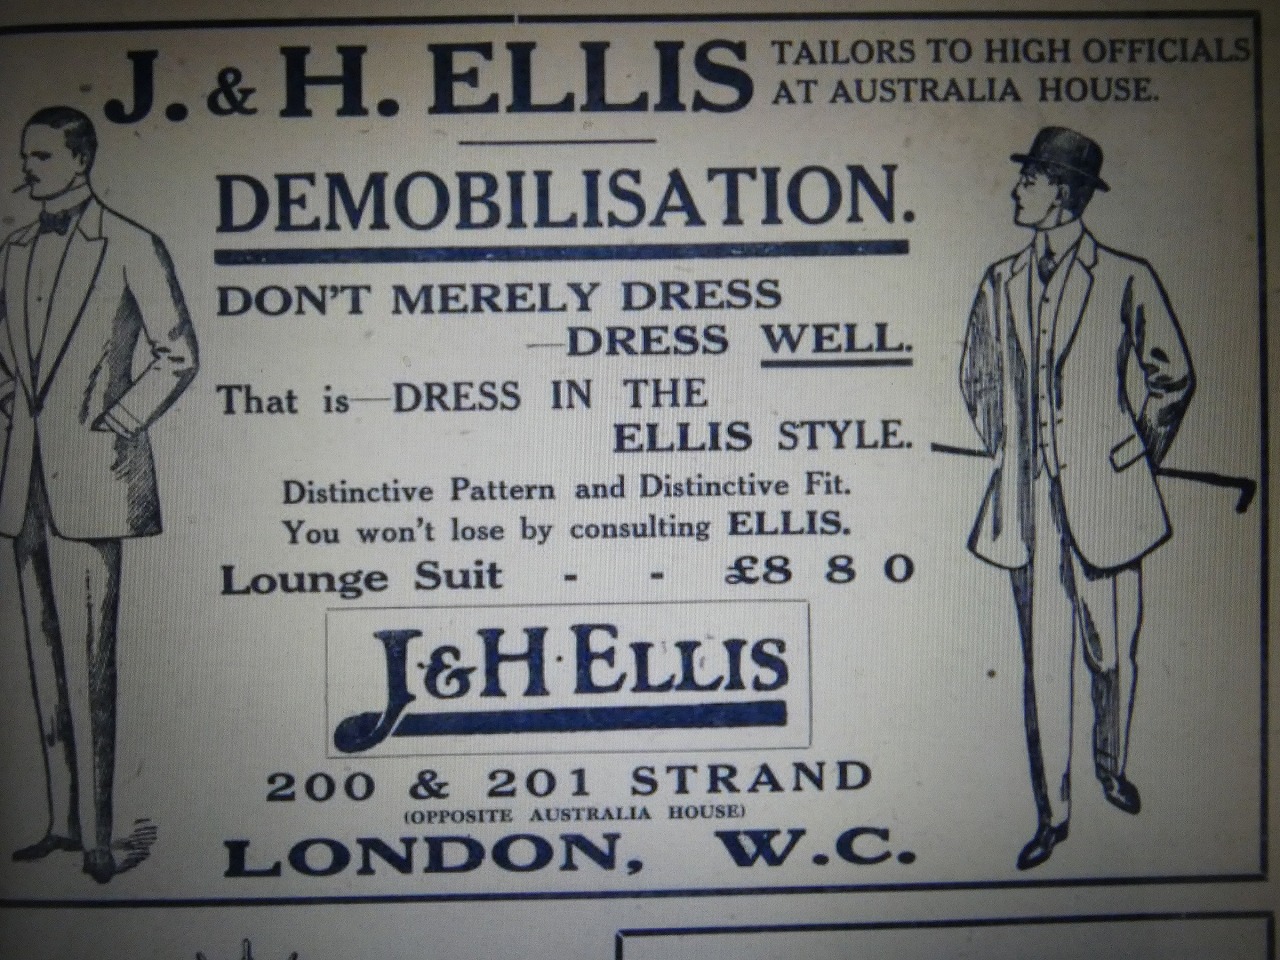 J. & H. ELLIS
TAILORS TO HIGH OFFICIALS
AT AUSTRALIA HOUSE.
DEMOBILISATION.
DON'T MERELY DRESS
—DRESS WELL.
That is—DRESS IN THE
ELLIS STYLE.
Distinctive Pattern and Distinctive Fit.
You won't lose by consulting ELLIS.
Lounge Suit - - £8 8 0
J·&H·ELLIS
200 & 201 STRAND
(OPPOSITE AUSTRALIA HOUSE)
LONDON, W.C.